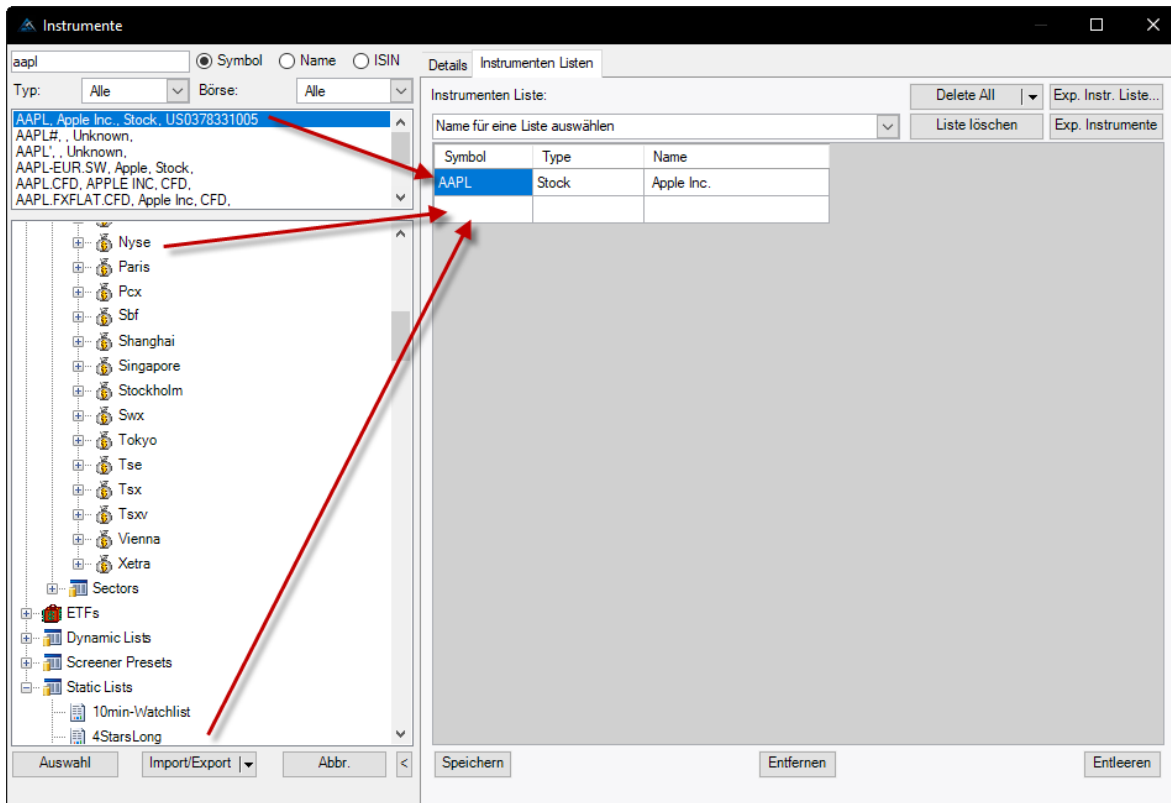 Instrumente
aapl
Symbol
Name
ISIN
Typ:
Alle
Börse:
Alle
AAPL, Apple Inc., Stock, US0378331005
AAPL#, , Unknown,
AAPL', , Unknown,
AAPL-EUR.SW, Apple, Stock,
AAPL.CFD, APPLE INC, CFD,
AAPL.FXFLAT.CFD, Apple Inc, CFD,
Nyse
Paris
Pcx
Sbf
Shanghai
Singapore
Stockholm
Swx
Tokyo
Tse
Tsx
Tsxv
Vienna
Xetra
Sectors
ETFs
Dynamic Lists
Screener Presets
Static Lists
10min-Watchlist
4StarsLong
Auswahl
Import/Export
Abbr.
<
Details
Instrumenten Listen
Instrumenten Liste:
Delete All
Exp. Instr. Liste...
Name für eine Liste auswählen
Liste löschen
Exp. Instrumente
Symbol Type Name
AAPL Stock Apple Inc.
Speichern
Entfernen
Entleeren